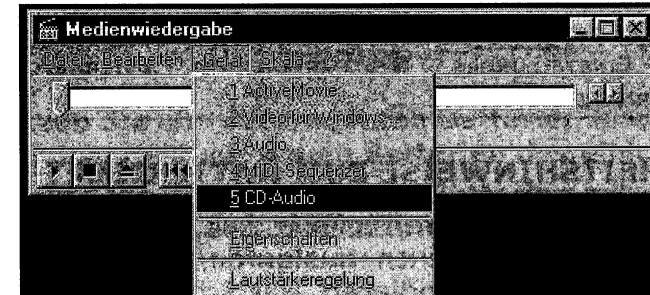 Medienwiedergabe
Datei Bearbeiten Gerät Skala ?
1 ActiveMovie...
2 Video für Windows...
3 Audio...
4 MIDI-Sequenzer...
5 CD-Audio
Eigenschaften
Lautstärkeregelung